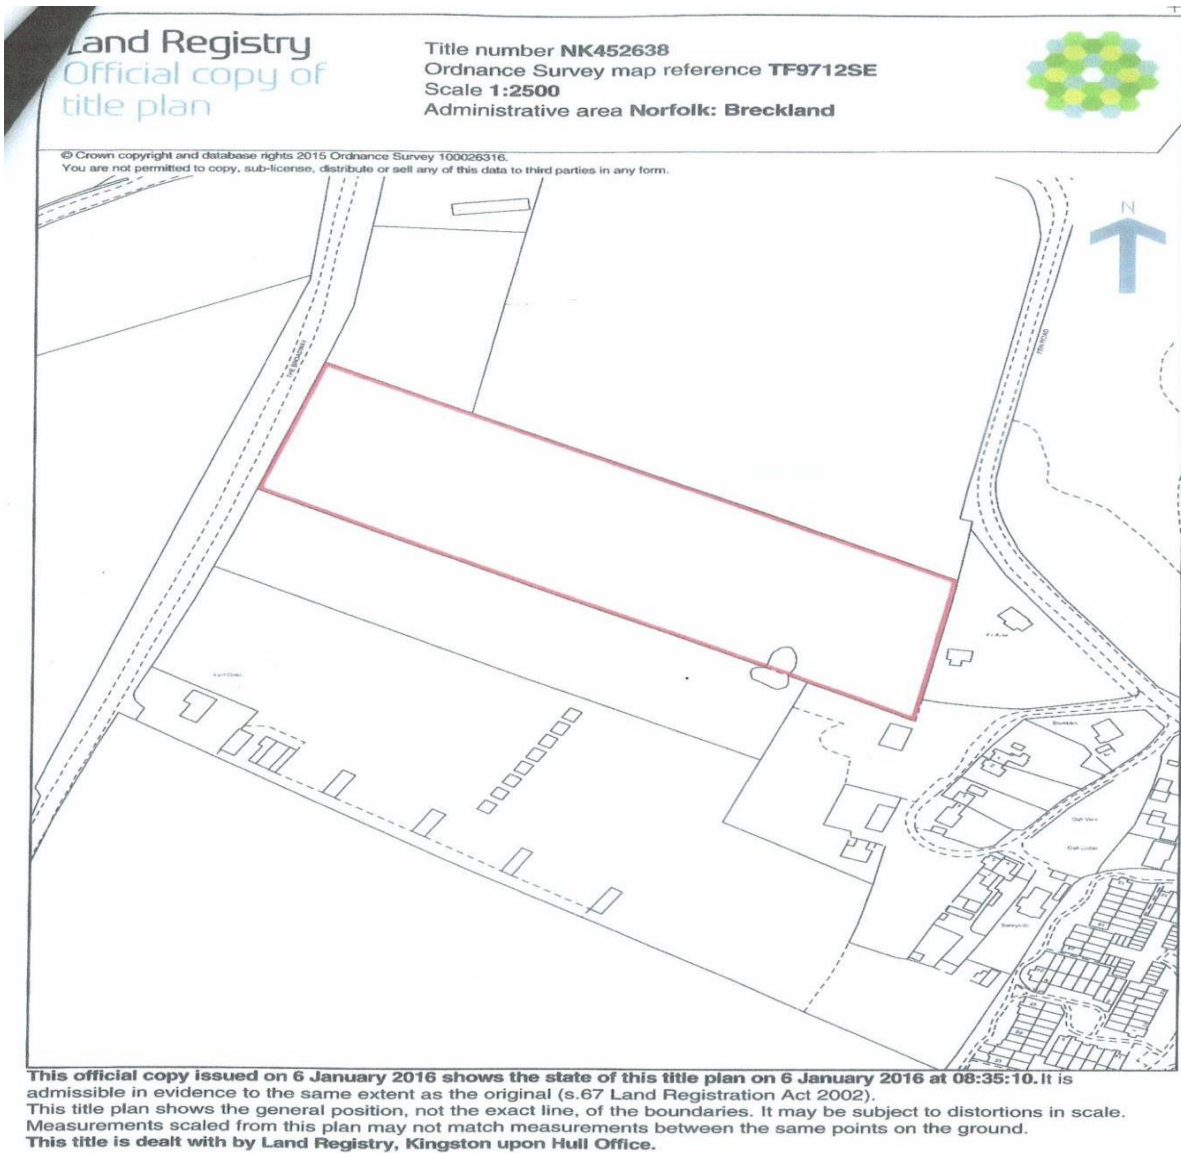 Land Registry
Official copy of
title plan
Title number NK452638
Ordnance Survey map reference TF9712SE
Scale 1:2500
Administrative area Norfolk: Breckland
© Crown copyright and database rights 2015 Ordnance Survey 100026316.
You are not permitted to copy, sub-license, distribute or sell any of this data to third parties in any form.
N
THE BROADWAY
FEN ROAD
This official copy issued on 6 January 2016 shows the state of this title plan on 6 January 2016 at 08:35:10. It is
admissible in evidence to the same extent as the original (s.67 Land Registration Act 2002).
This title plan shows the general position, not the exact line, of the boundaries. It may be subject to distortions in scale.
Measurements scaled from this plan may not match measurements between the same points on the ground.
This title is dealt with by Land Registry, Kingston upon Hull Office.